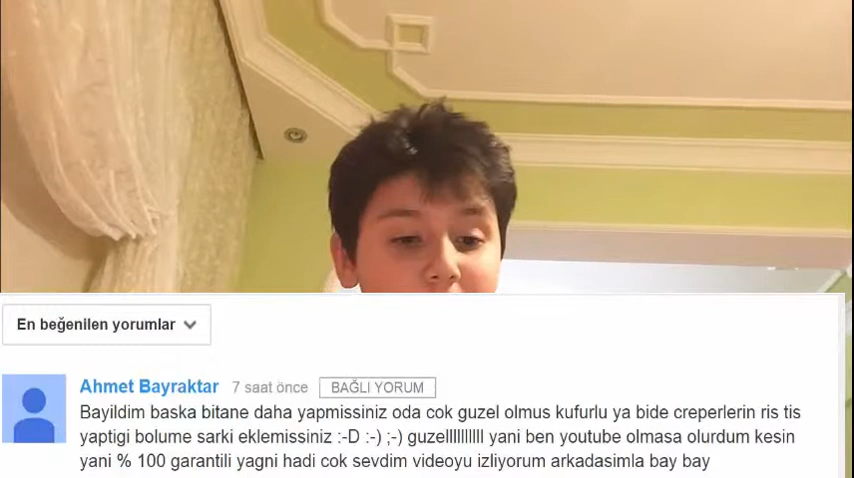 En beğenilen yorumlar
Ahmet Bayraktar 7 saat önce BAĞLI YORUM
Bayildim baska bitane daha yapmissiniz oda cok guzel olmus kufurlu ya bide creperlerin ris tis
yaptigi bolume sarki eklemissiniz :-D :-) ;-) guzelllllllllll yani ben youtube olmasa olurdum kesin
yani % 100 garantili yagni hadi cok sevdim videoyu izliyorum arkadasimla bay bay